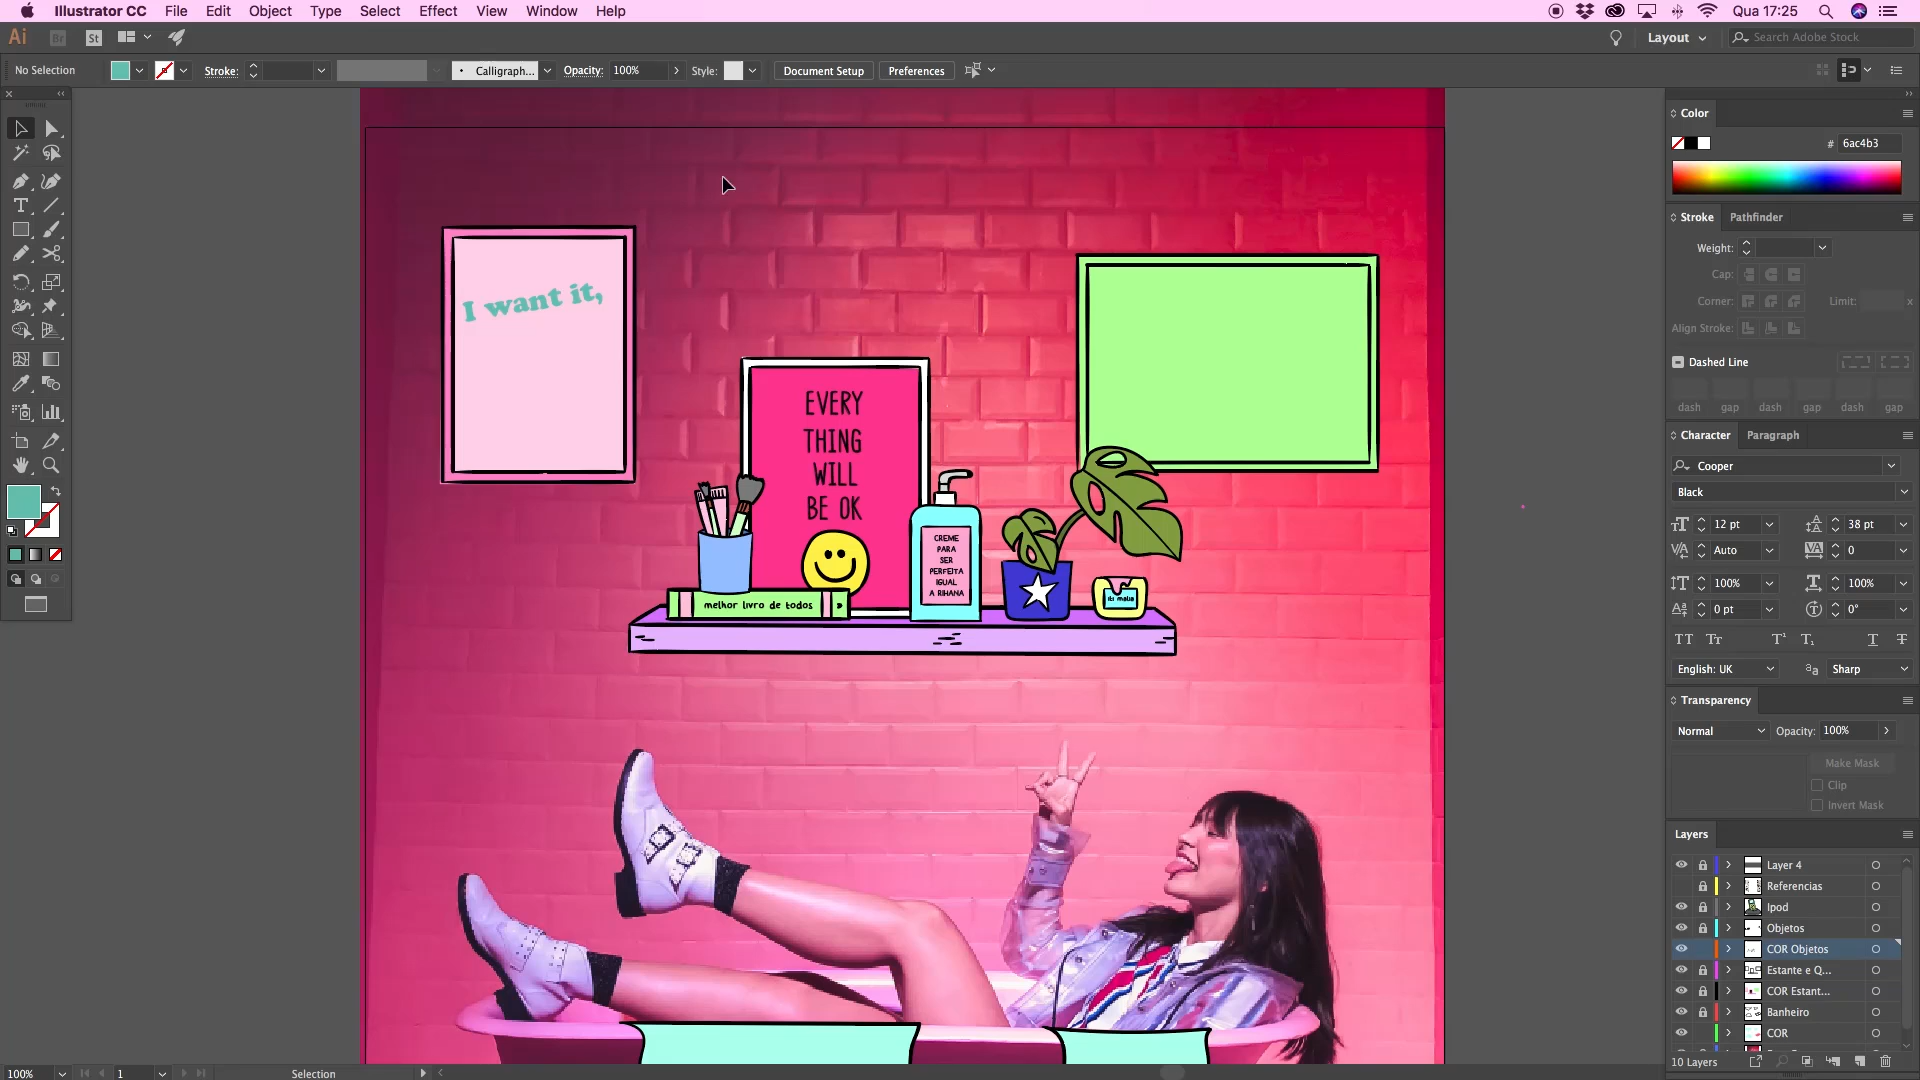 Illustrator CC File Edit Object Type Select Effect View Window Help
Qua 17:25
Ai Br St
Layout
Search Adobe Stock
No Selection
Stroke:
Calligraph...
Opacity: 100%
Style:
Document Setup
Preferences
Color
# 6ac4b3
Stroke Pathfinder
Weight:
Cap:
Corner:
Limit:
x
Align Stroke:
Dashed Line
dash gap dash gap dash gap
Character Paragraph
Cooper
Black
12 pt
38 pt
Auto
0
100%
100%
0 pt
0°
English: UK
Sharp
Transparency
Normal
Opacity: 100%
Make Mask
Clip
Invert Mask
Layers
Layer 4
Referencias
Ipod
Objetos
COR Objetos
Estante e Q...
COR Estant...
Banheiro
COR
10 Layers
I want it,
EVERY
THING
WILL
BE OK
CREME
PARA
SER
PERFEITA
IGUAL
A RIHANA
melhor livro de todos
its malia
100%
1
Selection